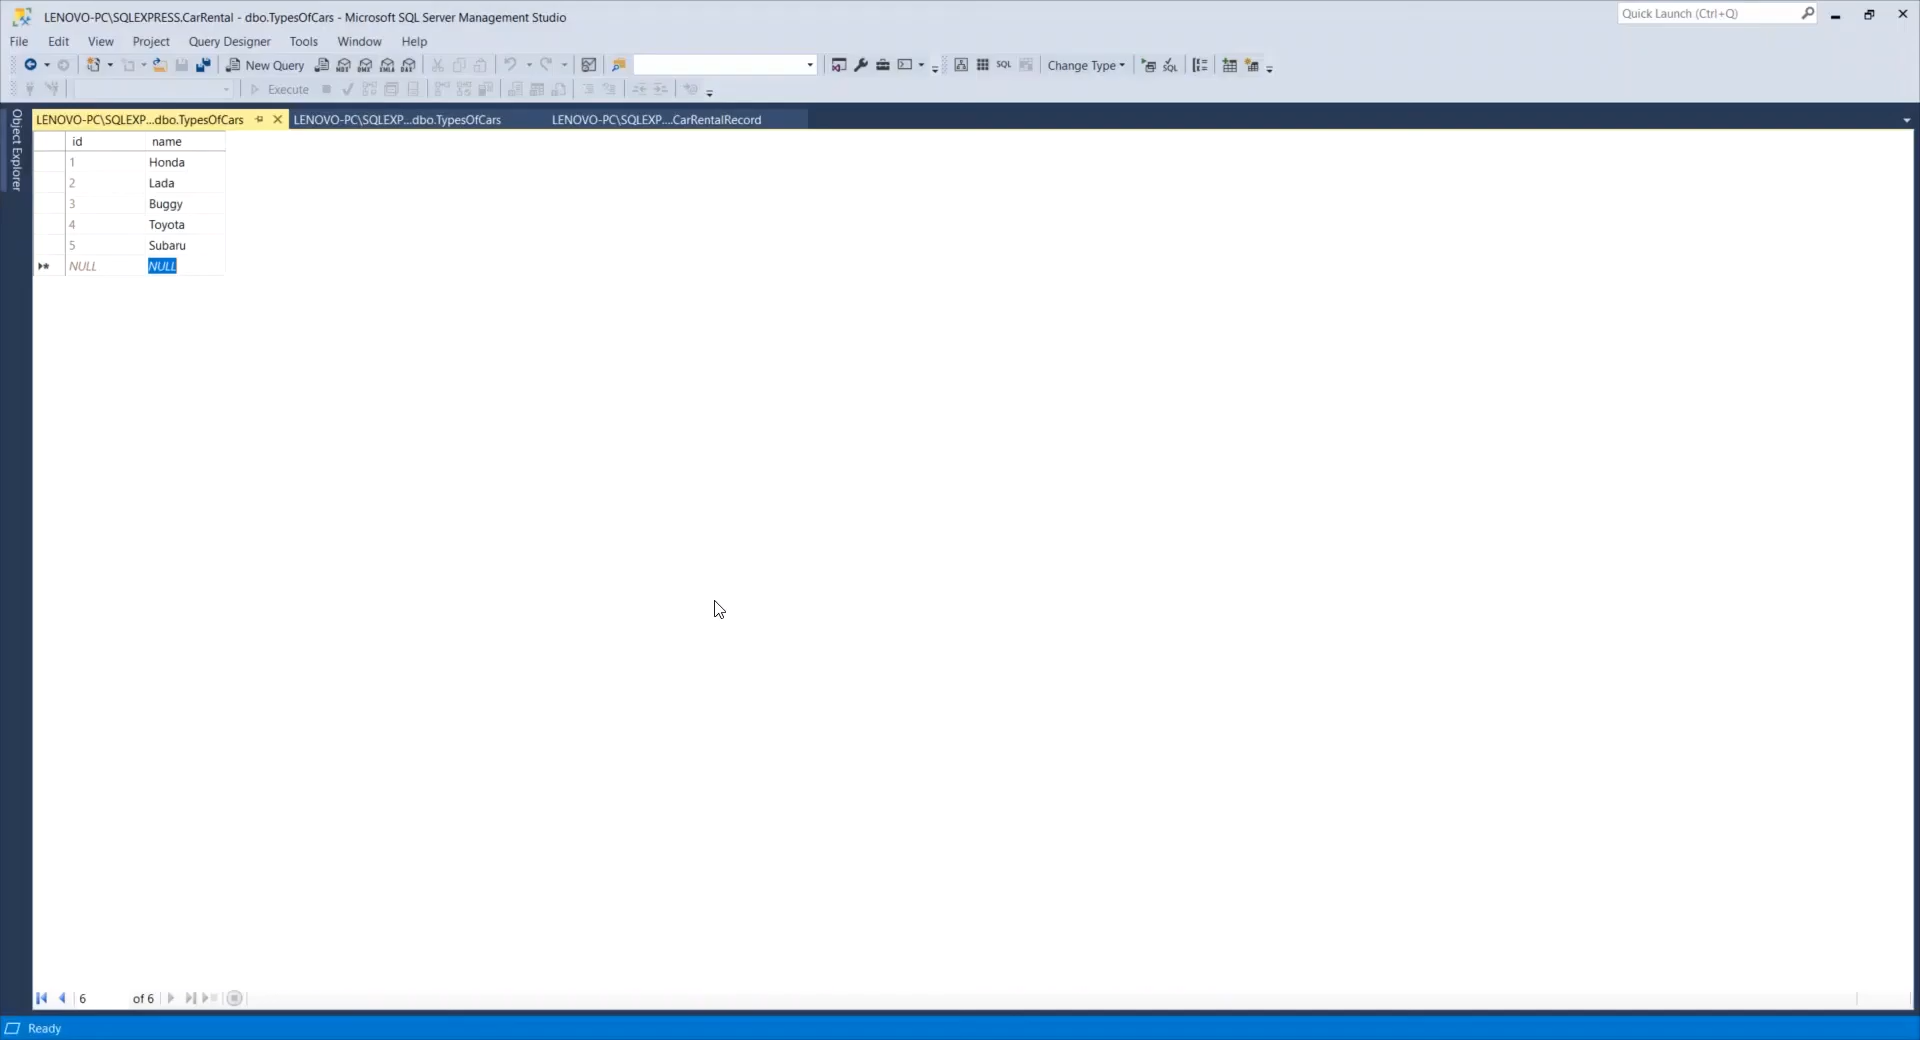 LENOVO-PC\SQLEXPRESS.CarRental - dbo.TypesOfCars - Microsoft SQL Server Management Studio
Quick Launch (Ctrl+Q)
File Edit View Project Query Designer Tools Window Help
New Query
SQL Change Type
Execute
Object Explorer
LENOVO-PC\SQLEXP...dbo.TypesOfCars LENOVO-PC\SQLEXP...dbo.TypesOfCars LENOVO-PC\SQLEXP....CarRentalRecord
id name
1 Honda
2 Lada
3 Buggy
4 Toyota
5 Subaru
NULL NULL
6 of 6
Ready